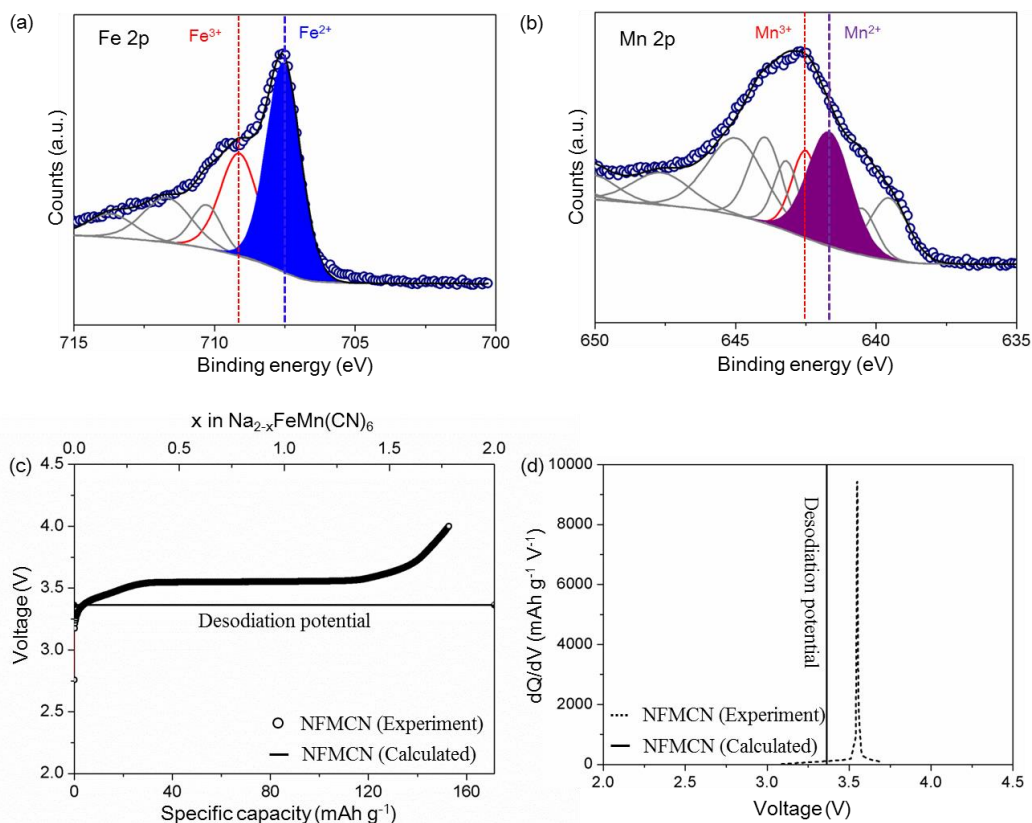 (a)
Fe 2p
Fe³⁺
Fe²⁺
Counts (a.u.)
715
710
705
700
Binding energy (eV)
(b)
Mn 2p
Mn³⁺
Mn²⁺
Counts (a.u.)
650
645
640
635
Binding energy (eV)
x in Na₂₋ₓFeMn(CN)₆
0.0
0.5
1.0
1.5
2.0
(c)
4.5
4.0
3.5
3.0
2.5
2.0
Voltage (V)
Desodiation potential
NFMCN (Experiment)
NFMCN (Calculated)
0
40
80
120
160
Specific capacity (mAh g⁻¹)
(d)
10000
8000
6000
4000
2000
0
dQ/dV (mAh g⁻¹ V⁻¹)
Desodiation potential
NFMCN (Experiment)
NFMCN (Calculated)
2.0
2.5
3.0
3.5
4.0
4.5
Voltage (V)